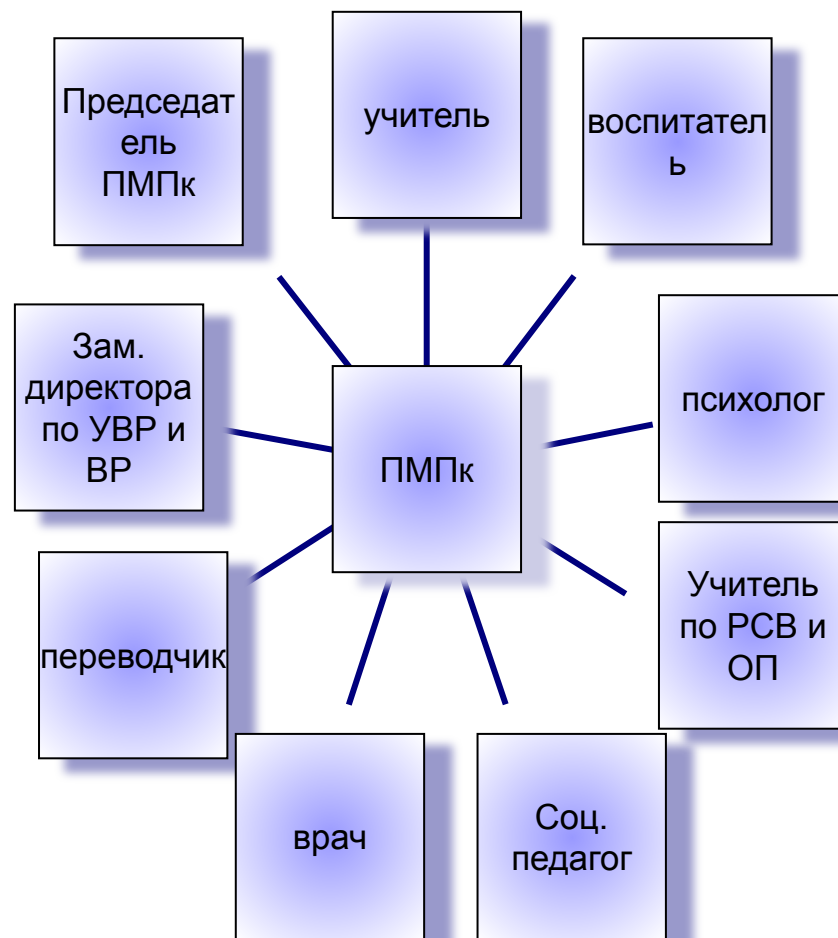 Председат
ель
ПМПк
учитель
воспитател
ь
Зам.
директора
по УВР и
ВР
ПМПк
психолог
переводчик
Учитель
по РСВ и
ОП
врач
Соц.
педагог